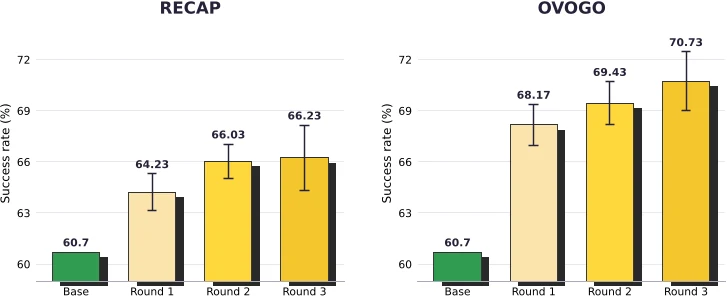 RECAP
Success rate (%)
72
69
66
63
60
60.7
64.23
66.03
66.23
Base
Round 1
Round 2
Round 3
OVOGO
Success rate (%)
72
69
66
63
60
60.7
68.17
69.43
70.73
Base
Round 1
Round 2
Round 3